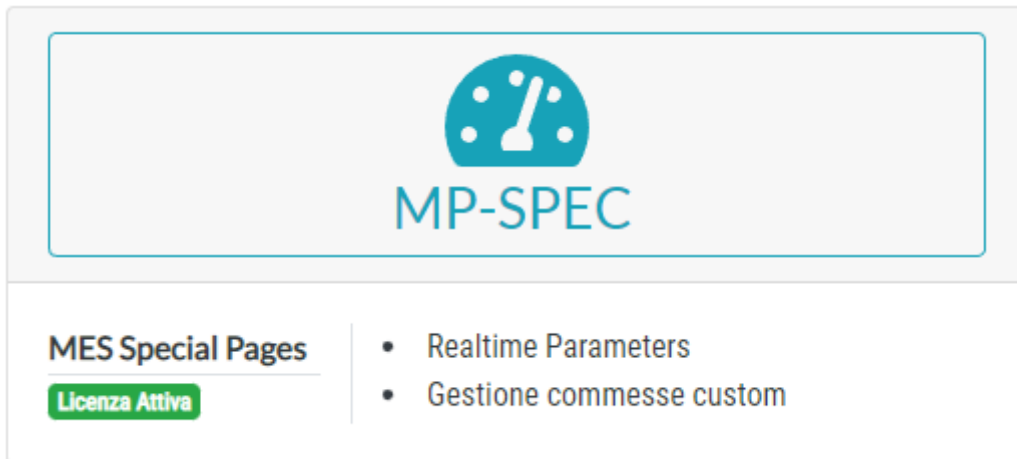 MP-SPEC
MES Special Pages
Licenza Attiva
Realtime Parameters
Gestione commesse custom